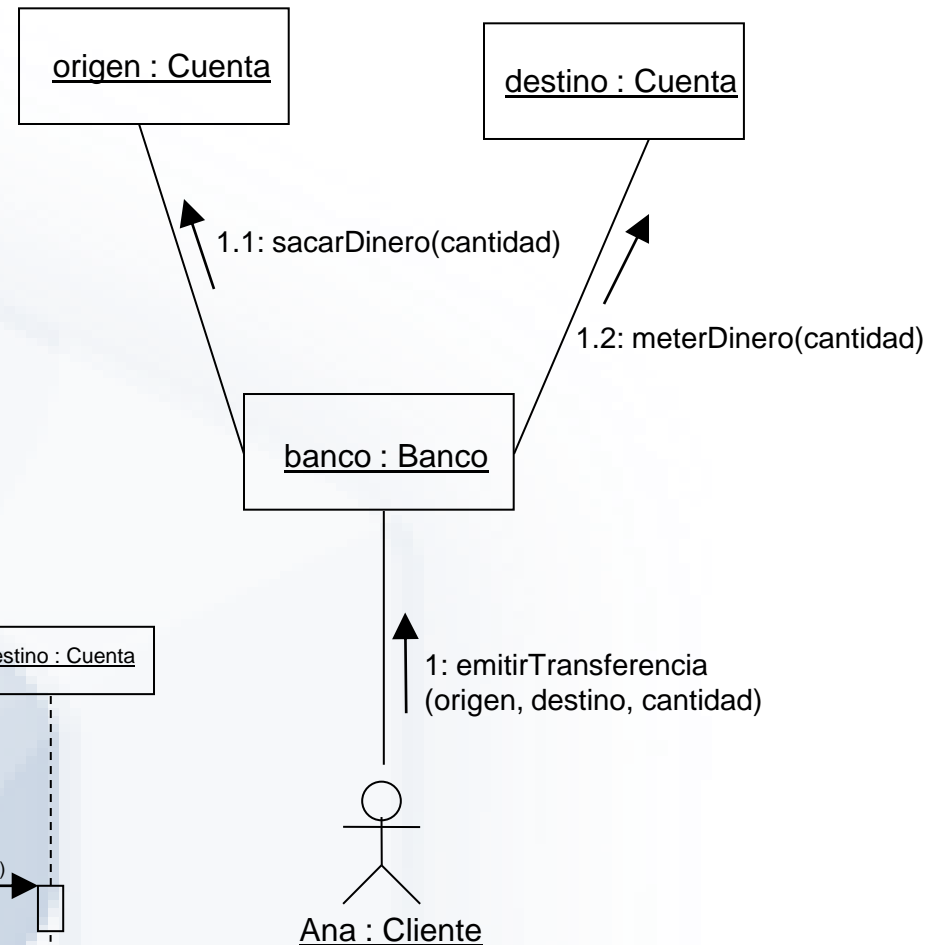 origen : Cuenta
destino : Cuenta
1.1: sacarDinero(cantidad)
1.2: meterDinero(cantidad)
banco : Banco
: Cuenta
1: emitirTransferencia
(origen, destino, cantidad)
)
Ana : Cliente